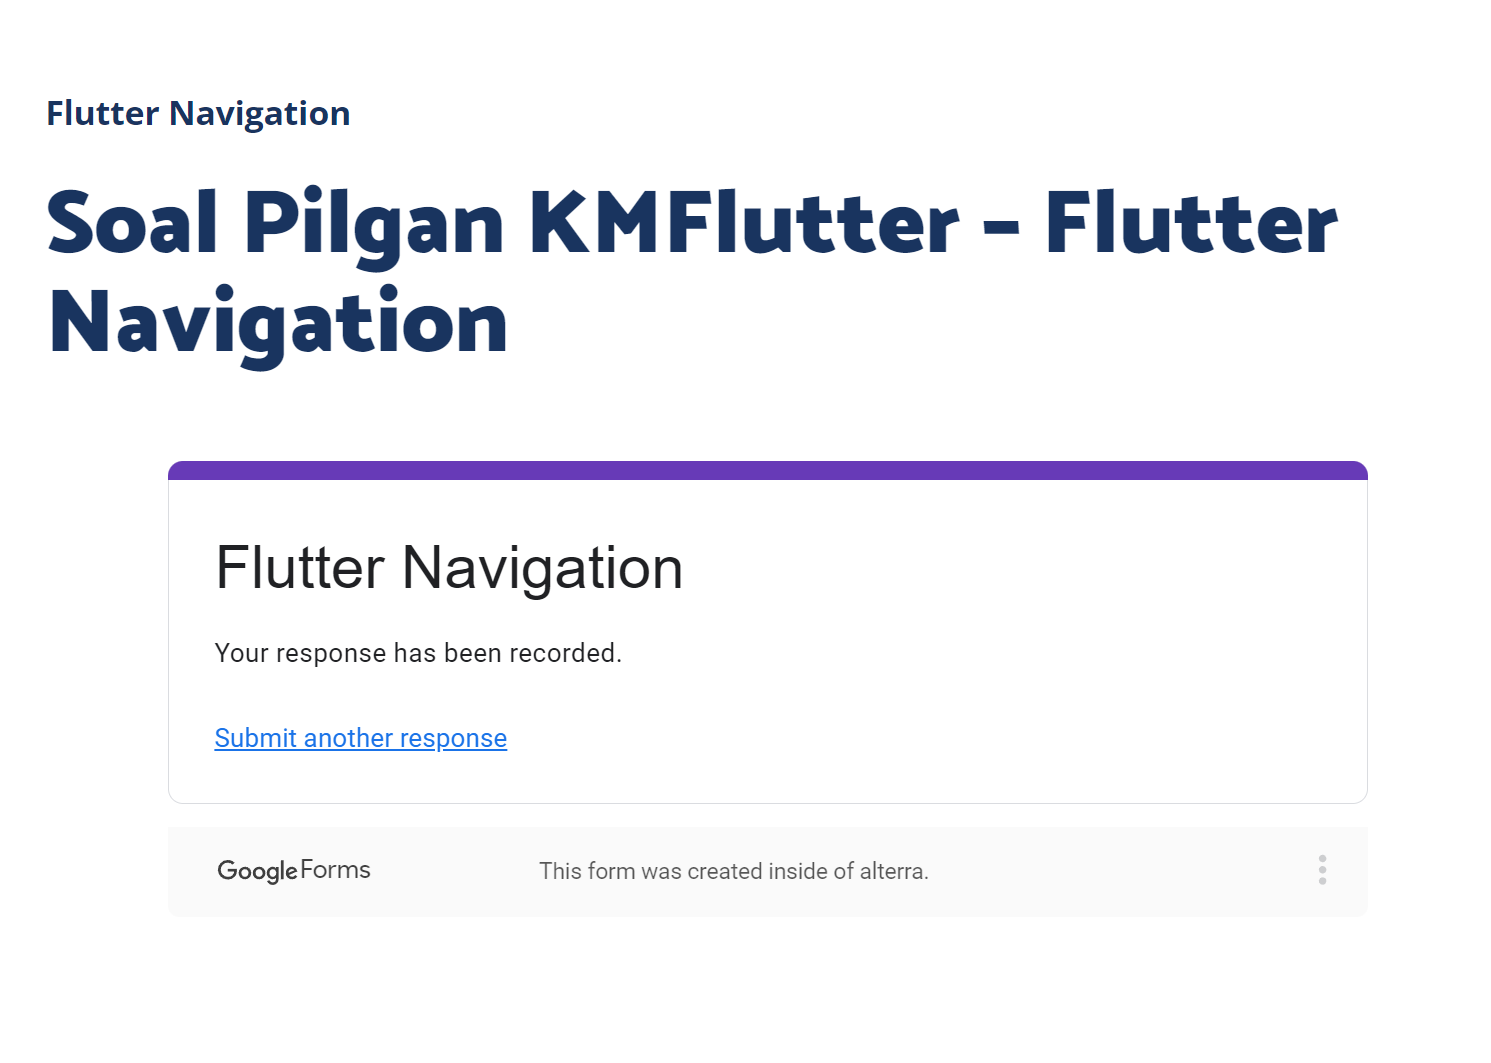 Flutter Navigation
Soal Pilgan KMFlutter – Flutter
Navigation
Flutter Navigation
Your response has been recorded.
Submit another response
Google Forms
This form was created inside of alterra.